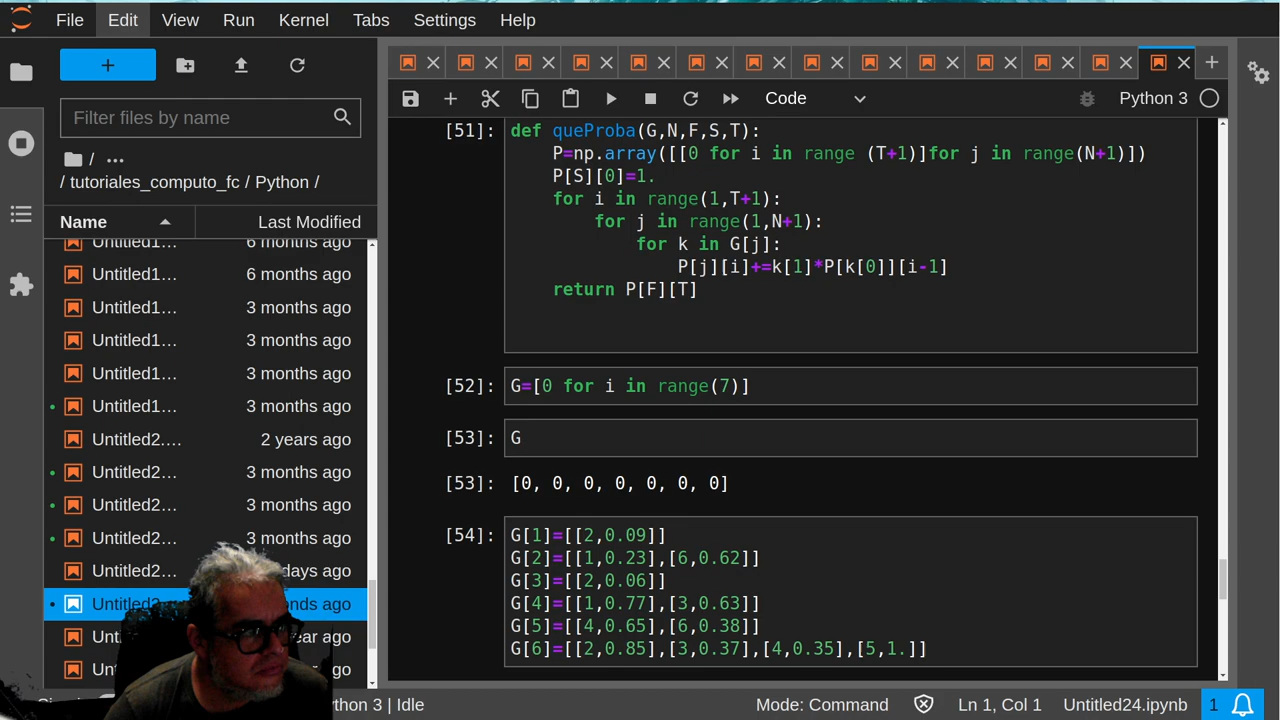 File Edit View Run Kernel Tabs Settings Help
Filter files by name
/ ...
/ tutoriales_computo_fc / Python /
Name Last Modified
Untitled1… 6 months ago
Untitled1… 6 months ago
Untitled1… 3 months ago
Untitled1… 3 months ago
Untitled1… 3 months ago
Untitled1… 3 months ago
Untitled2.… 2 years ago
Untitled2… 3 months ago
Untitled2… 3 months ago
Untitled2… 3 months ago
Untitled2… days ago
ago
ago
ago
Code Python 3
[51]: def queProba(G,N,F,S,T):
P=np.array([[0 for i in range (T+1)]for j in range(N+1)])
P[S][0]=1.
for i in range(1,T+1):
for j in range(1,N+1):
for k in G[j]:
P[j][i]+=k[1]*P[k[0]][i-1]
return P[F][T]
[52]: G=[0 for i in range(7)]
[53]: G
[53]: [0, 0, 0, 0, 0, 0, 0]
[54]: G[1]=[[2,0.09]]
G[2]=[[1,0.23],[6,0.62]]
G[3]=[[2,0.06]]
G[4]=[[1,0.77],[3,0.63]]
G[5]=[[4,0.65],[6,0.38]]
G[6]=[[2,0.85],[3,0.37],[4,0.35],[5,1.]]
3 | Idle Mode: Command Ln 1, Col 1 Untitled24.ipynb 1